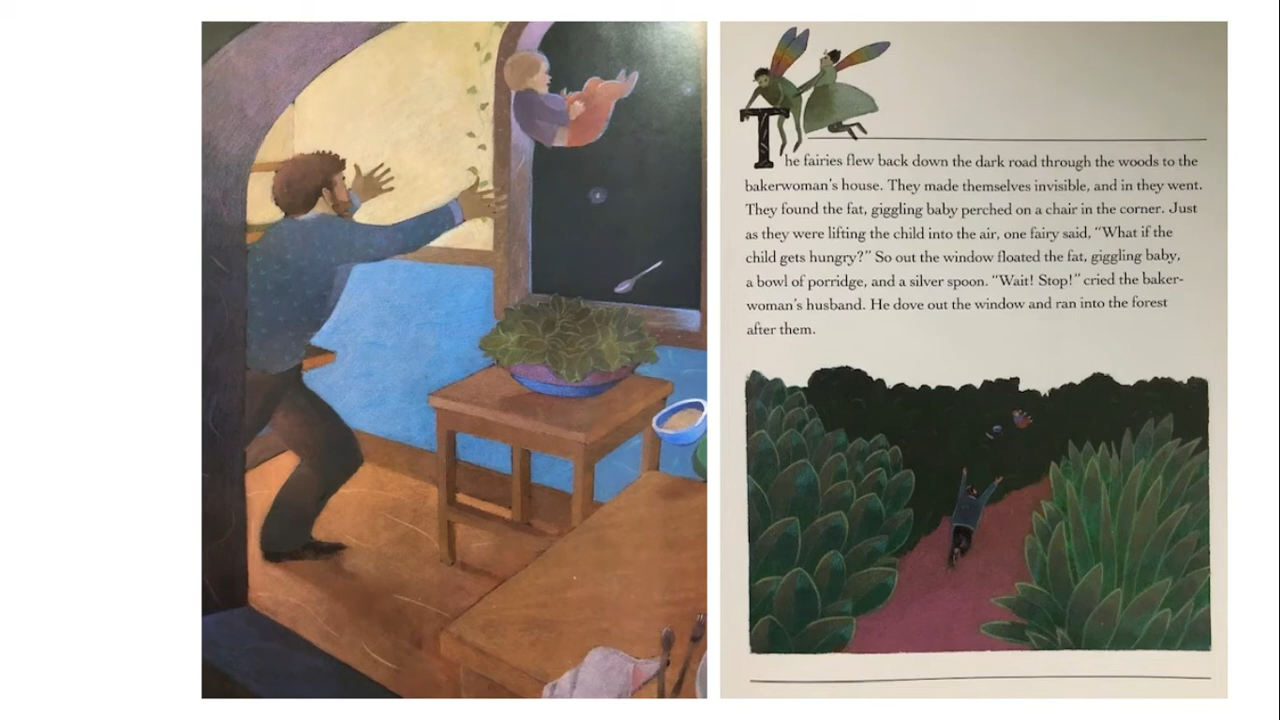 The fairies flew back down the dark road through the woods to the
bakerwoman's house. They made themselves invisible, and in they went.
They found the fat, giggling baby perched on a chair in the corner. Just
as they were lifting the child into the air, one fairy said, "What if the
child gets hungry?" So out the window floated the fat, giggling baby,
a bowl of porridge, and a silver spoon. "Wait! Stop!" cried the baker-
woman's husband. He dove out the window and ran into the forest
after them.